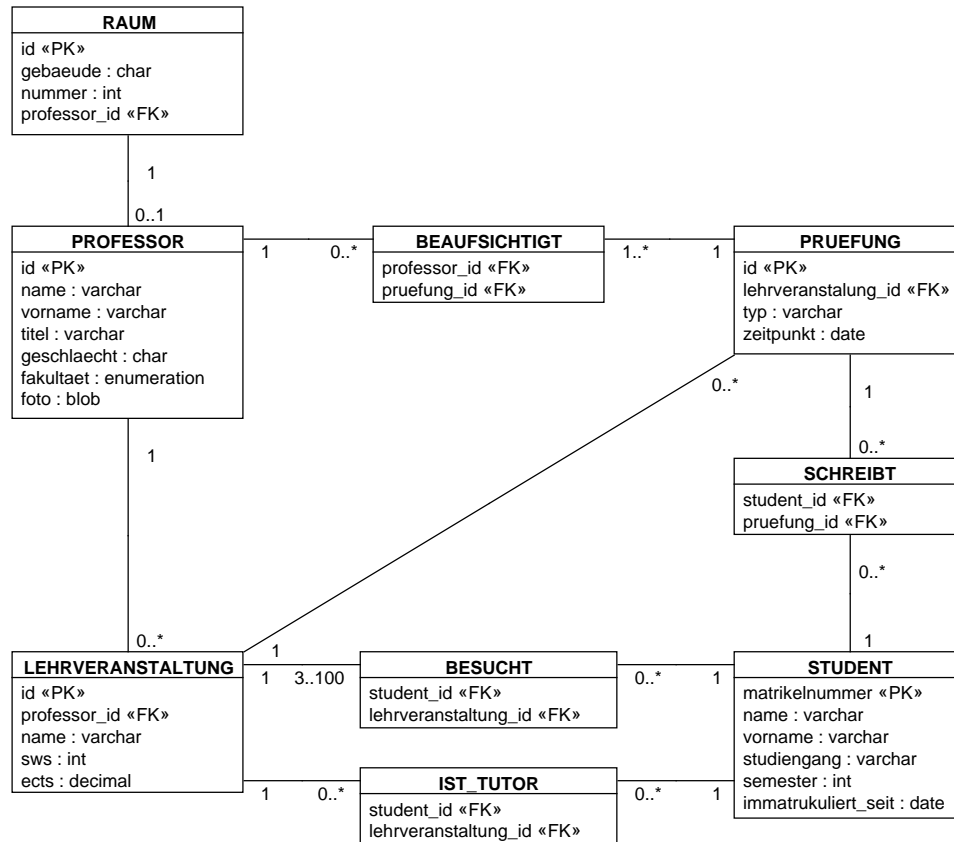 RAUM
id «PK»
gebaeude : char
nummer : int
professor_id «FK»
1
0..1
PROFESSOR
id «PK»
name : varchar
vorname : varchar
titel : varchar
geschlaecht : char
fakultaet : enumeration
foto : blob
1
0..*
BEAUFSICHTIGT
professor_id «FK»
pruefung_id «FK»
1..*
1
PRUEFUNG
id «PK»
lehrveranstalung_id «FK»
typ : varchar
zeitpunkt : date
0..*
1
0..*
SCHREIBT
student_id «FK»
pruefung_id «FK»
0..*
1
1
0..*
1
LEHRVERANSTALTUNG
id «PK»
professor_id «FK»
name : varchar
sws : int
ects : decimal
1
3..100
BESUCHT
student_id «FK»
lehrveranstaltung_id «FK»
0..*
1
STUDENT
matrikelnummer «PK»
name : varchar
vorname : varchar
studiengang : varchar
semester : int
immatrukuliert_seit : date
1
0..*
IST_TUTOR
student_id «FK»
lehrveranstaltung_id «FK»
0..*
1